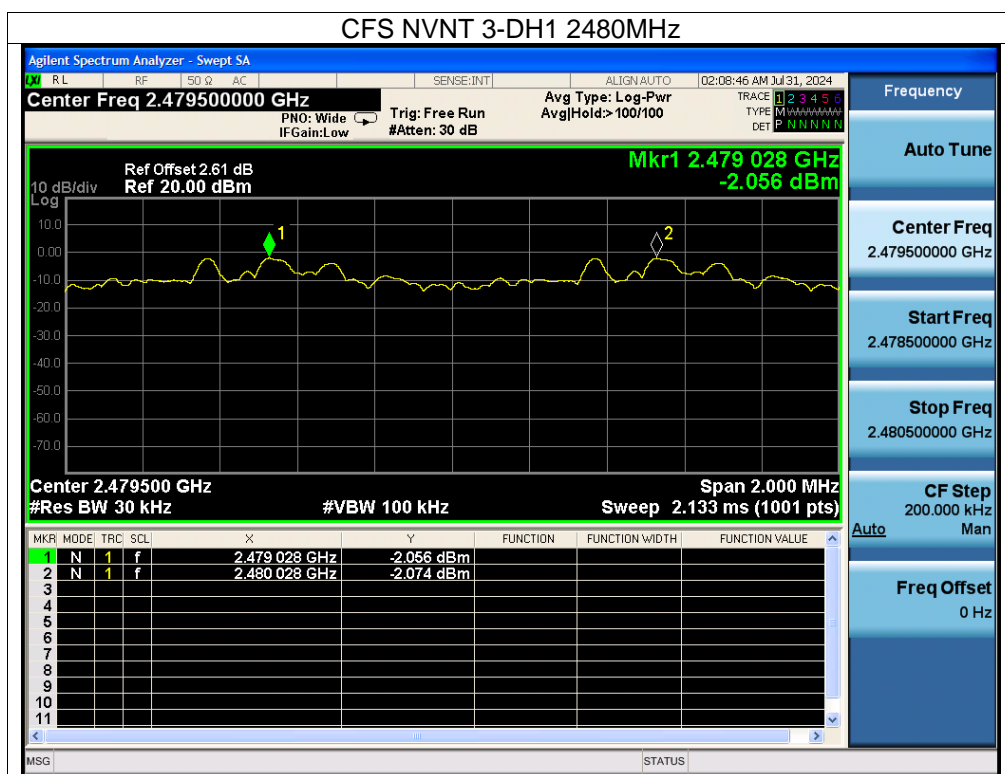 CFS NVNT 3-DH1 2480MHz
Agilent Spectrum Analyzer - Swept SA
LXI RL RF 50 Ω AC SENSE:INT ALIGN AUTO 02:08:46 AM Jul 31, 2024
Center Freq 2.479500000 GHz
PNO: Wide
IFGain:Low
Trig: Free Run
#Atten: 30 dB
Avg Type: Log-Pwr
Avg|Hold:>100/100
TRACE 1 2 3 4 5 6
TYPE M
DET P N N N N N
Mkr1 2.479 028 GHz
-2.056 dBm
Ref Offset 2.61 dB
10 dB/div Ref 20.00 dBm
Log
10.0
0.00
-10.0
-20.0
-30.0
-40.0
-50.0
-60.0
-70.0
1
2
Center 2.479500 GHz Span 2.000 MHz
#Res BW 30 kHz #VBW 100 kHz Sweep 2.133 ms (1001 pts)
MKR MODE TRC SCL X Y FUNCTION FUNCTION WIDTH FUNCTION VALUE
1 N 1 f 2.479 028 GHz -2.056 dBm
2 N 1 f 2.480 028 GHz -2.074 dBm
3
4
5
6
7
8
9
10
11
MSG STATUS
Frequency
Auto Tune
Center Freq
2.479500000 GHz
Start Freq
2.478500000 GHz
Stop Freq
2.480500000 GHz
CF Step
200.000 kHz
Auto Man
Freq Offset
0 Hz